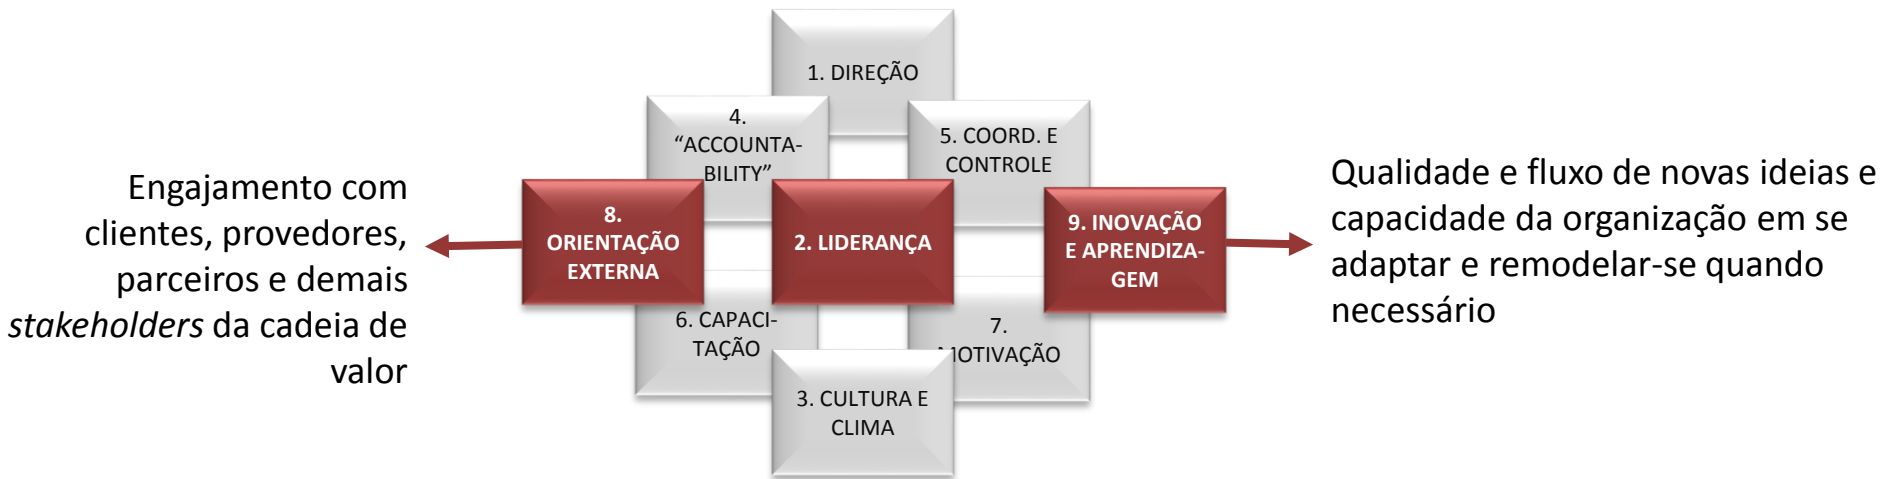 1. DIREÇÃO
4.
“ACCOUNTA-
BILITY”
5. COORD. E
CONTROLE
Engajamento com
clientes, provedores,
parceiros e demais
stakeholders da cadeia de
valor
8.
ORIENTAÇÃO
EXTERNA
2. LIDERANÇA
9. INOVAÇÃO
E APRENDIZA-
GEM
Qualidade e fluxo de novas ideias e
capacidade da organização em se
adaptar e remodelar-se quando
necessário
6. CAPACI-
TAÇÃO
7.
MOTIVAÇÃO
3. CULTURA E
CLIMA